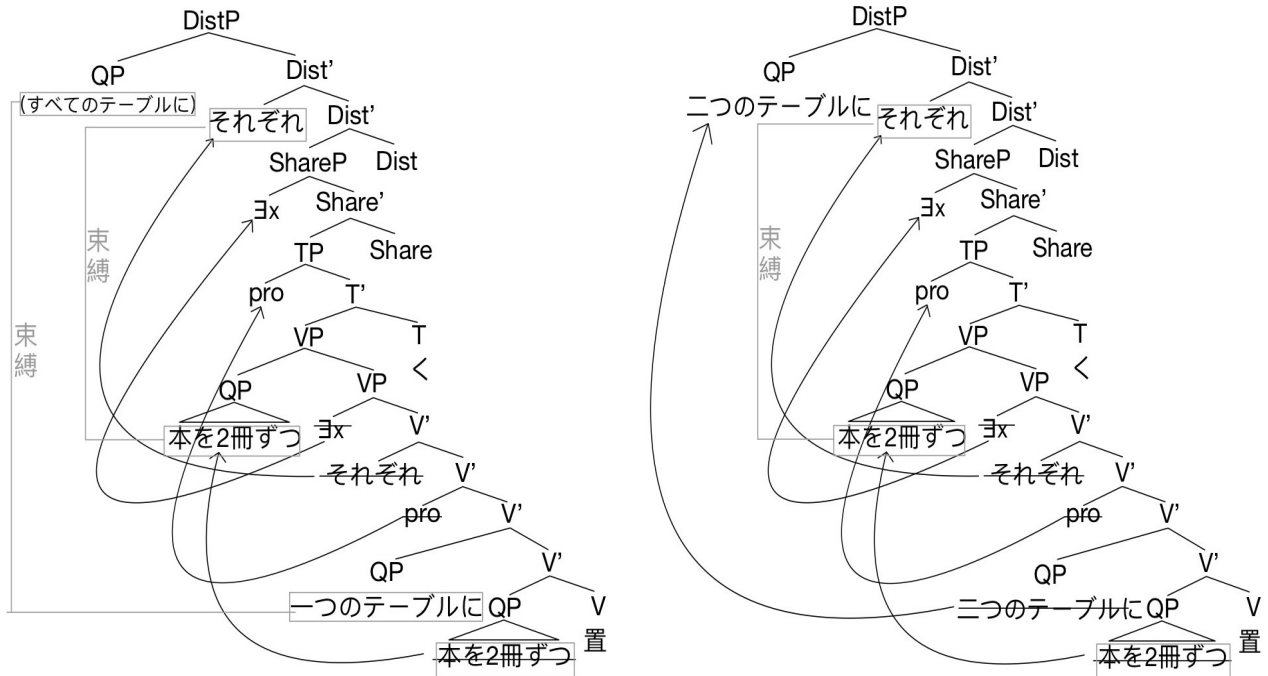 DistP
QP
Dist’
(すべてのテーブルに)
それぞれ
Dist’
ShareP
Dist
∃x
Share’
TP
Share
束縛
束縛
pro
T’
VP
T
く
QP
VP
本を2冊ずつ
∃x
V’
それぞれ
V’
pro
V’
QP
V’
一つのテーブルに
QP
V
置
本を2冊ずつ
DistP
QP
Dist’
二つのテーブルに
それぞれ
Dist’
ShareP
Dist
∃x
Share’
TP
Share
束縛
pro
T’
VP
T
く
QP
VP
本を2冊ずつ
∃x
V’
それぞれ
V’
pro
V’
QP
V’
二つのテーブルに
QP
V
置
本を2冊ずつ